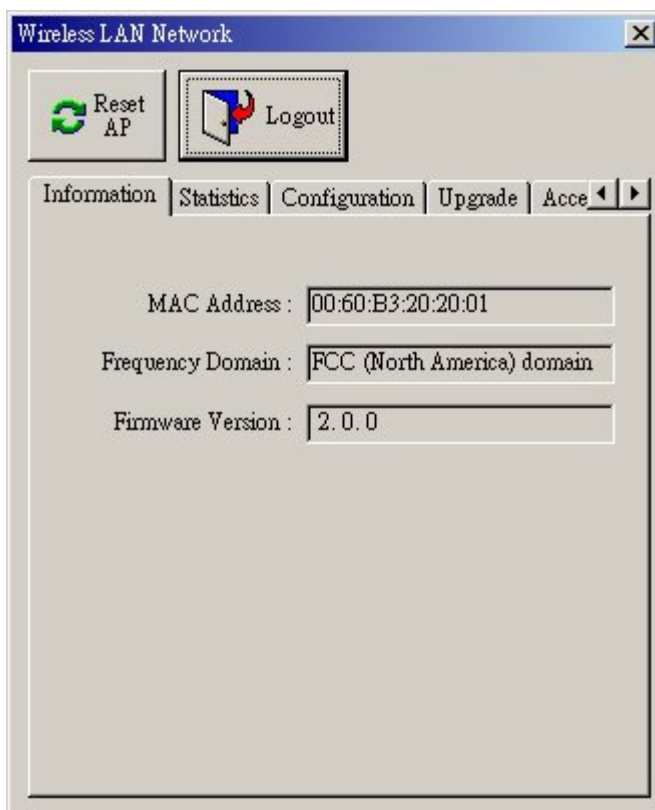 Wireless LAN Network
Reset
AP
Logout
Information
Statistics
Configuration
Upgrade
Acce
MAC Address : 00:60:B3:20:20:01
Frequency Domain : FCC (North America) domain
Firmware Version : 2.0.0